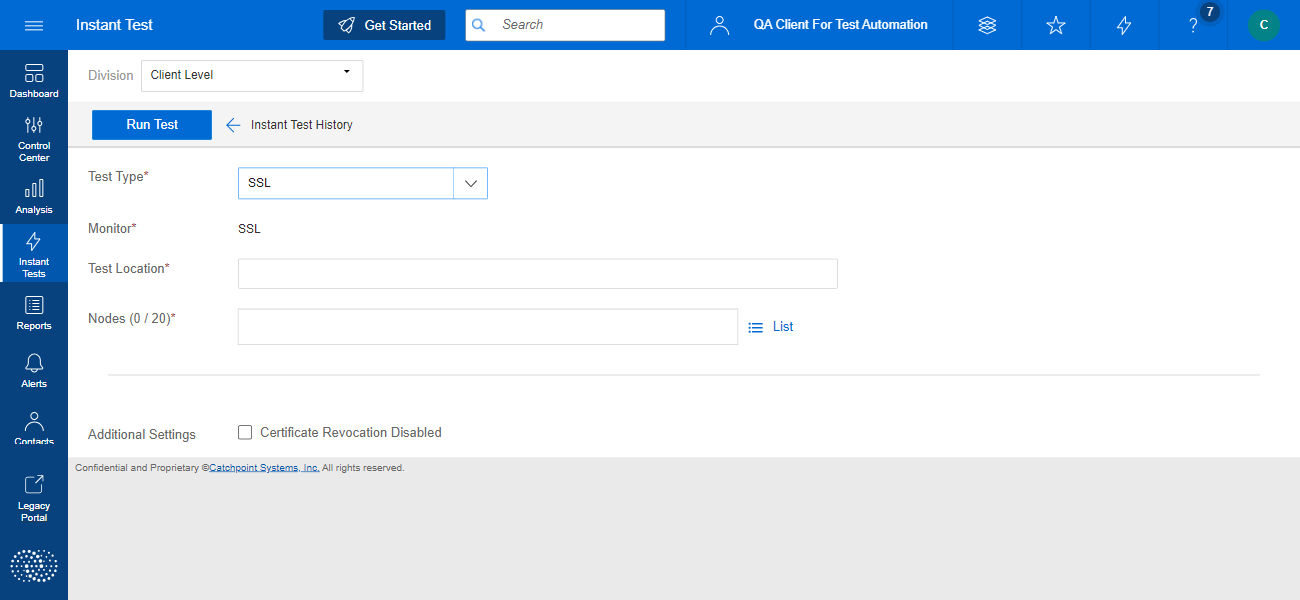 Instant Test
Get Started
Search
QA Client For Test Automation
?
7
C
Dashboard
Control
Center
Analysis
Instant
Tests
Reports
Alerts
Contacts
Legacy
Portal
Division
Client Level
Run Test
Instant Test History
Test Type*
SSL
Monitor*
SSL
Test Location*
Nodes (0 / 20)*
List
Additional Settings
Certificate Revocation Disabled
Confidential and Proprietary ©Catchpoint Systems, Inc. All rights reserved.